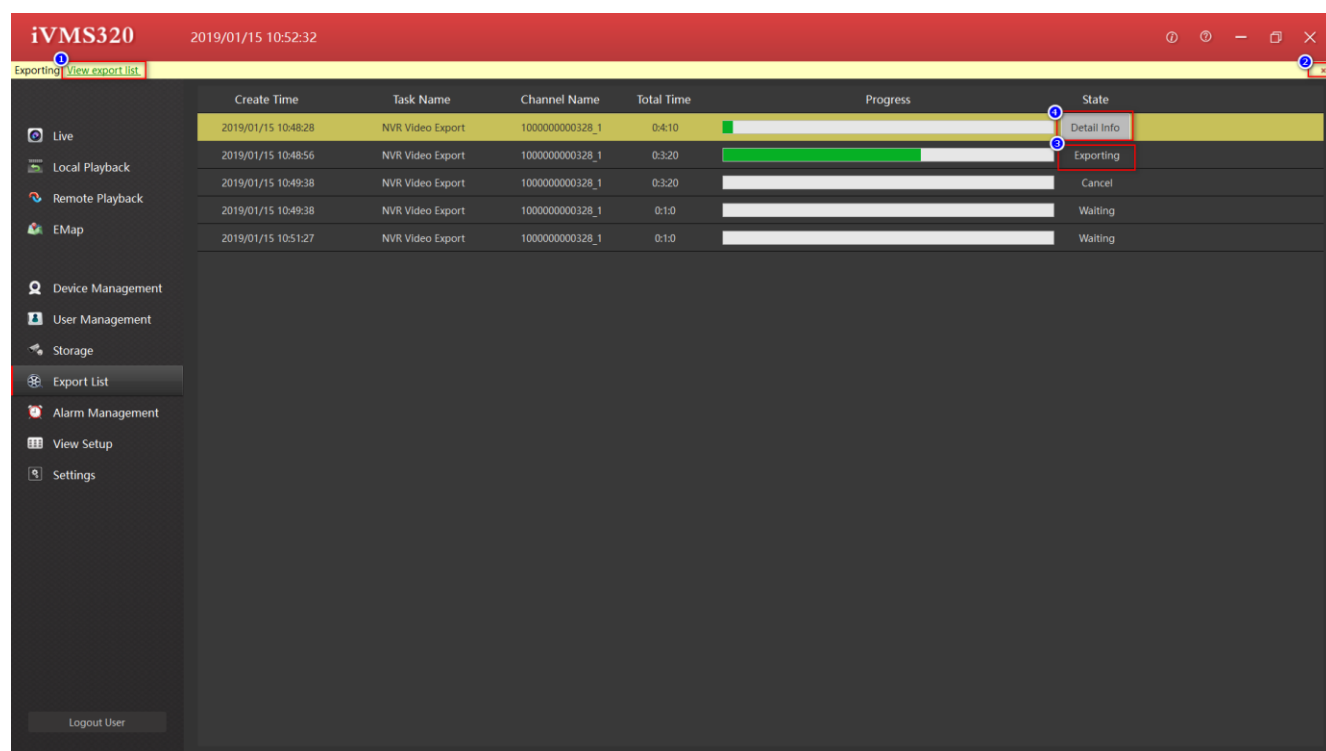 iVMS320 2019/01/15 10:52:32
1 2
Exporting View export list ×
Create Time Task Name Channel Name Total Time Progress State
4
2019/01/15 10:48:28 NVR Video Export 1000000000328_1 0:4:10 Detail Info
3
2019/01/15 10:48:56 NVR Video Export 1000000000328_1 0:3:20 Exporting
2019/01/15 10:49:38 NVR Video Export 1000000000328_1 0:3:20 Cancel
2019/01/15 10:49:38 NVR Video Export 1000000000328_1 0:1:0 Waiting
2019/01/15 10:51:27 NVR Video Export 1000000000328_1 0:1:0 Waiting
Live
Local Playback
Remote Playback
EMap
Device Management
User Management
Storage
Export List
Alarm Management
View Setup
Settings
Logout User